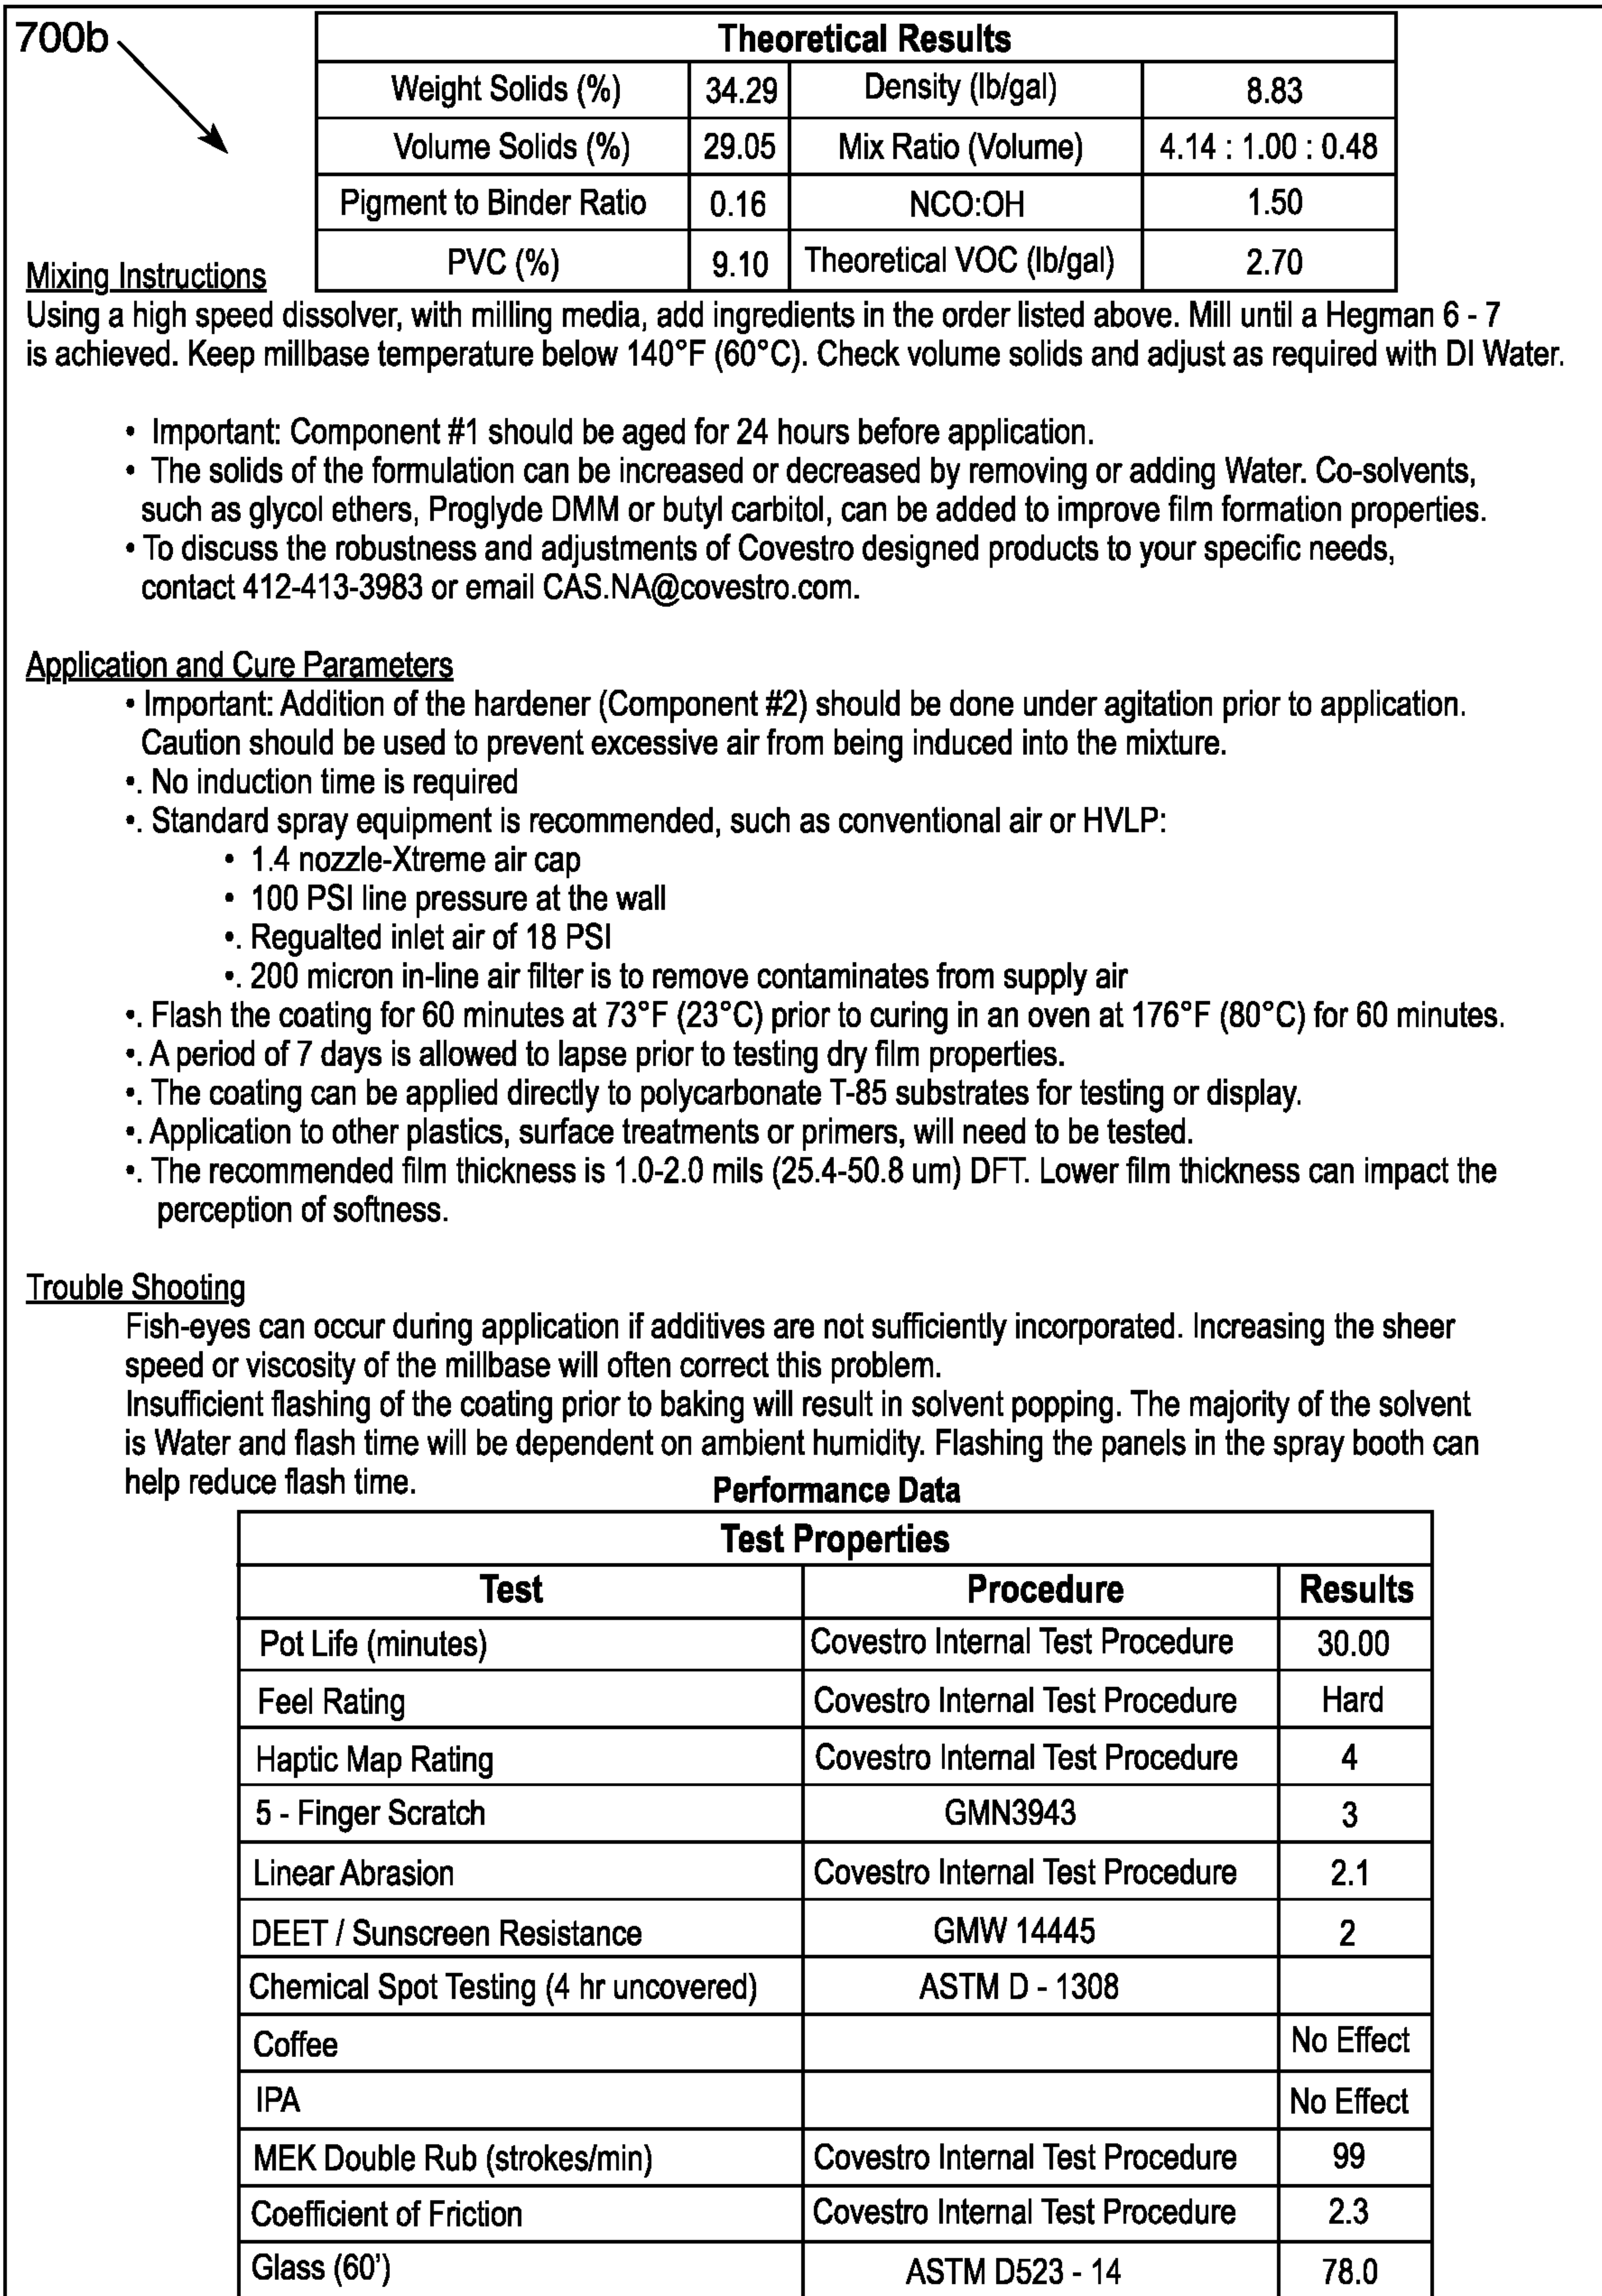 700b
Theoretical Results
Weight Solids (%) 34.29 Density (lb/gal) 8.83
Volume Solids (%) 29.05 Mix Ratio (Volume) 4.14 : 1.00 : 0.48
Pigment to Binder Ratio 0.16 NCO:OH 1.50
PVC (%) 9.10 Theoretical VOC (lb/gal) 2.70
Mixing Instructions
Using a high speed dissolver, with milling media, add ingredients in the order listed above. Mill until a Hegman 6 - 7
is achieved. Keep millbase temperature below 140°F (60°C). Check volume solids and adjust as required with DI Water.
• Important: Component #1 should be aged for 24 hours before application.
• The solids of the formulation can be increased or decreased by removing or adding Water. Co-solvents,
such as glycol ethers, Proglyde DMM or butyl carbitol, can be added to improve film formation properties.
• To discuss the robustness and adjustments of Covestro designed products to your specific needs,
contact 412-413-3983 or email CAS.NA@covestro.com.
Application and Cure Parameters
• Important: Addition of the hardener (Component #2) should be done under agitation prior to application.
Caution should be used to prevent excessive air from being induced into the mixture.
•. No induction time is required
•. Standard spray equipment is recommended, such as conventional air or HVLP:
• 1.4 nozzle-Xtreme air cap
• 100 PSI line pressure at the wall
•. Regualted inlet air of 18 PSI
•. 200 micron in-line air filter is to remove contaminates from supply air
•. Flash the coating for 60 minutes at 73°F (23°C) prior to curing in an oven at 176°F (80°C) for 60 minutes.
•. A period of 7 days is allowed to lapse prior to testing dry film properties.
•. The coating can be applied directly to polycarbonate T-85 substrates for testing or display.
•. Application to other plastics, surface treatments or primers, will need to be tested.
•. The recommended film thickness is 1.0-2.0 mils (25.4-50.8 um) DFT. Lower film thickness can impact the
perception of softness.
Trouble Shooting
Fish-eyes can occur during application if additives are not sufficiently incorporated. Increasing the sheer
speed or viscosity of the millbase will often correct this problem.
Insufficient flashing of the coating prior to baking will result in solvent popping. The majority of the solvent
is Water and flash time will be dependent on ambient humidity. Flashing the panels in the spray booth can
help reduce flash time.
Performance Data
Test Properties
Test Procedure Results
Pot Life (minutes) Covestro Internal Test Procedure 30.00
Feel Rating Covestro Internal Test Procedure Hard
Haptic Map Rating Covestro Internal Test Procedure 4
5 - Finger Scratch GMN3943 3
Linear Abrasion Covestro Internal Test Procedure 2.1
DEET / Sunscreen Resistance GMW 14445 2
Chemical Spot Testing (4 hr uncovered) ASTM D - 1308
Coffee No Effect
IPA No Effect
MEK Double Rub (strokes/min) Covestro Internal Test Procedure 99
Coefficient of Friction Covestro Internal Test Procedure 2.3
Glass (60') ASTM D523 - 14 78.0